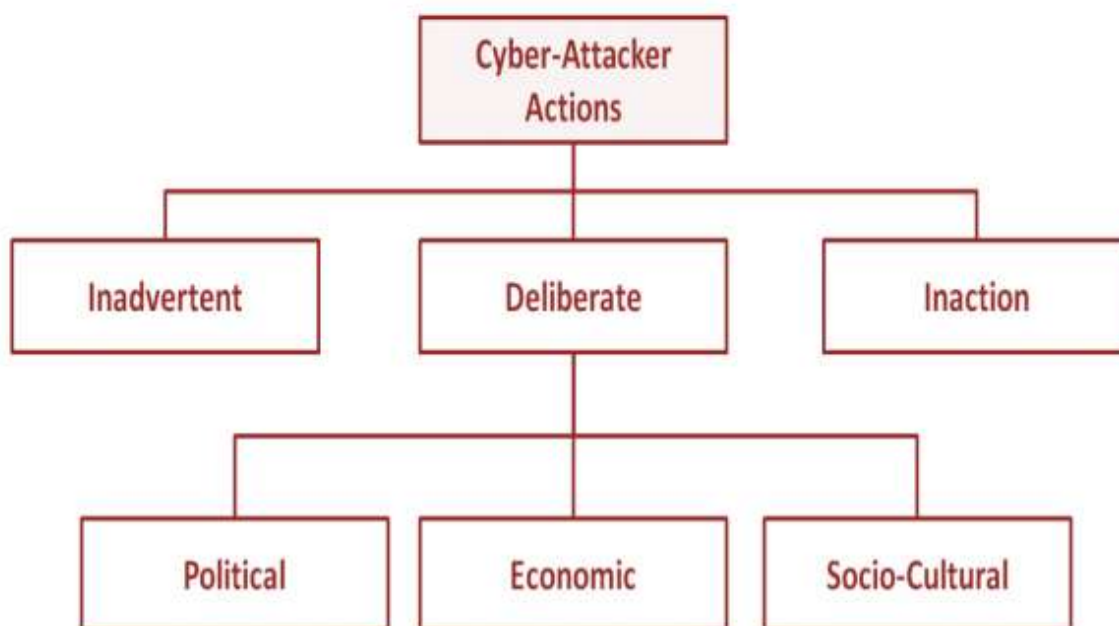 Cyber-Attacker
Actions
Inadvertent
Deliberate
Inaction
Political
Economic
Socio-Cultural